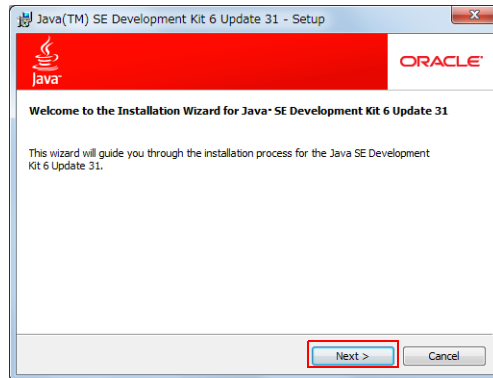 Java(TM) SE Development Kit 6 Update 31 - Setup
Java™
ORACLE®
Welcome to the Installation Wizard for Java™ SE Development Kit 6 Update 31
This wizard will guide you through the installation process for the Java SE Development
Kit 6 Update 31.
Next >
Cancel